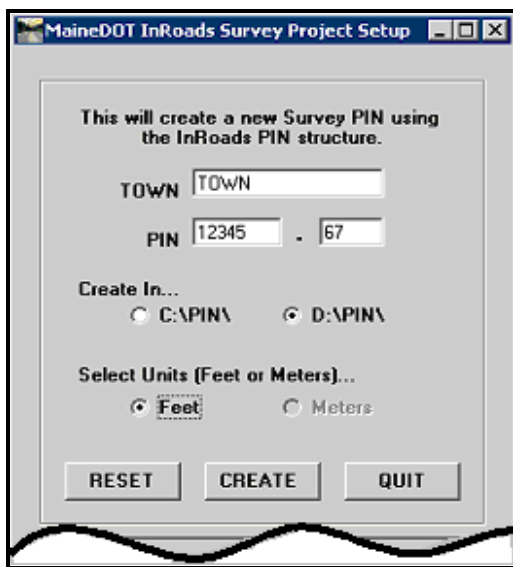 MaineDOT InRoads Survey Project Setup
This will create a new Survey PIN using
the InRoads PIN structure.
TOWN TOWN
PIN 12345 . 67
Create In...
C:\PIN\ D:\PIN\
Select Units (Feet or Meters)...
Feet Meters
RESET CREATE QUIT